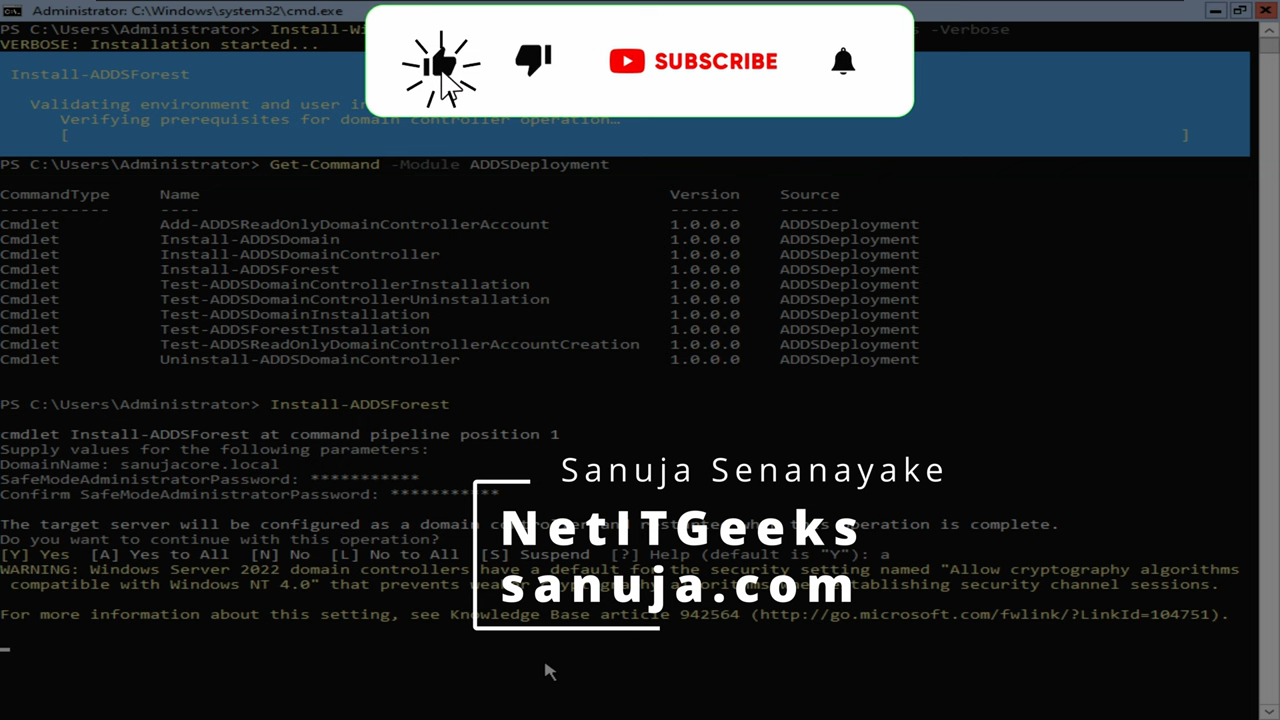 Administrator: C:\Windows\system32\cmd.exe
PS C:\Users\Administrator> -Verbose
VERBOSE: Installation started...
SUBSCRIBE
Install-ADDSForest
Validating environment and user
Verifying prerequisites for domain controller operation...
[ ]
PS C:\Users\Administrator> Get-Command -Module ADDSDeployment
CommandType Name Version Source
----------- ---- ------- ------
Cmdlet Add-ADDSReadOnlyDomainControllerAccount 1.0.0.0 ADDSDeployment
Cmdlet Install-ADDSDomain 1.0.0.0 ADDSDeployment
Cmdlet Install-ADDSDomainController 1.0.0.0 ADDSDeployment
Cmdlet Install-ADDSForest 1.0.0.0 ADDSDeployment
Cmdlet Test-ADDSDomainControllerInstallation 1.0.0.0 ADDSDeployment
Cmdlet Test-ADDSDomainControllerUninstallation 1.0.0.0 ADDSDeployment
Cmdlet Test-ADDSDomainInstallation 1.0.0.0 ADDSDeployment
Cmdlet Test-ADDSForestInstallation 1.0.0.0 ADDSDeployment
Cmdlet Test-ADDSReadOnlyDomainControllerAccountCreation 1.0.0.0 ADDSDeployment
Cmdlet Uninstall-ADDSDomainController 1.0.0.0 ADDSDeployment
PS C:\Users\Administrator> Install-ADDSForest
cmdlet Install-ADDSForest at command pipeline position 1
Supply values for the following parameters:
DomainName: sanujacore.local
SafeModeAdministratorPassword: ***********
Confirm SafeModeAdministratorPassword: ***********
Sanuja Senanayake
NetITGeeks
sanuja.com
The target server will be configured as a domain operation is complete.
Do you want to continue with this operation?
[Y] Yes [A] Yes to All [N] No [L] No to All [S] Suspend [?] Help (default is "Y"): a
WARNING: Windows Server 2022 domain controllers have a default for the security setting named "Allow cryptography algorithms
compatible with Windows NT 4.0" that prevents establishing security channel sessions.
For more information about this setting, see Knowledge Base article 942564 (http://go.microsoft.com/fwlink/?LinkId=104751).